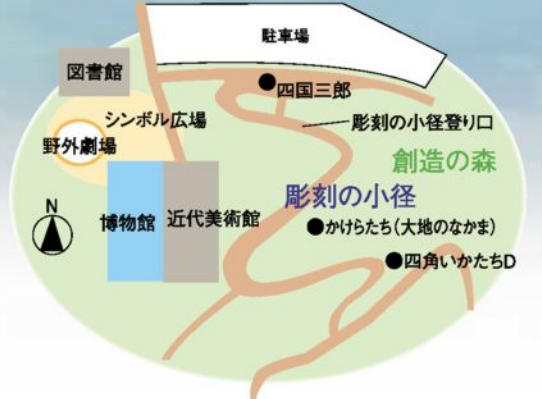 駐車場
図書館
四国三郎
シンボル広場
彫刻の小径登り口
野外劇場
創造の森
彫刻の小径
N
博物館
近代美術館
かけらたち(大地のなかま)
四角いかたちD